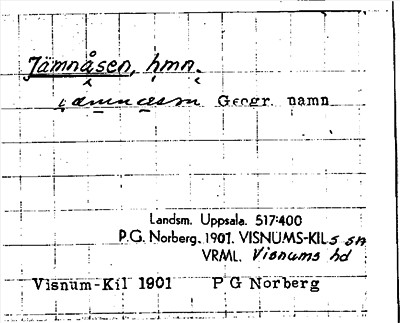 Jämnåsen, hmn.
Geogr. namn
Landsm. Uppsala. 517:400
P.G. Norberg. 1901. VISNUMS-KILs sn
VRML. Visnums hd
Visnum-Kil 1901 P G Norberg